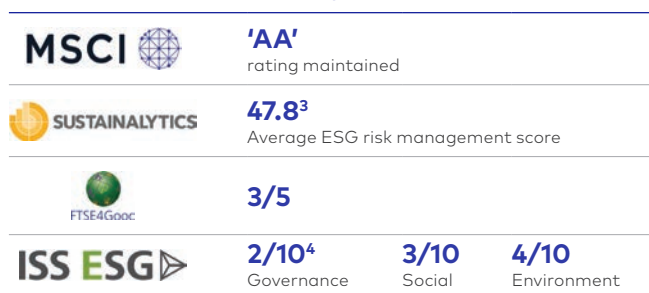 MSCI
'AA'
rating maintained
SUSTAINALYTICS
47.8³
Average ESG risk management score
FTSE4Gooc
3/5
ISS ESG
2/10⁴ 3/10 4/10
Governance Social Environment